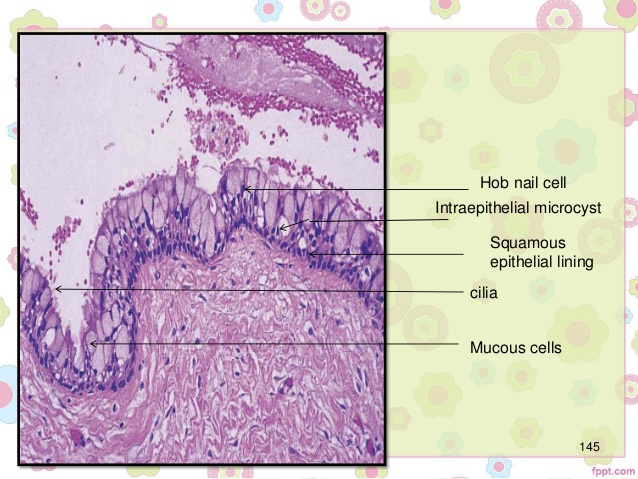 Hob nail cell
Intraepithelial microcyst
Squamous
epithelial lining
cilia
Mucous cells
145
fppt.com